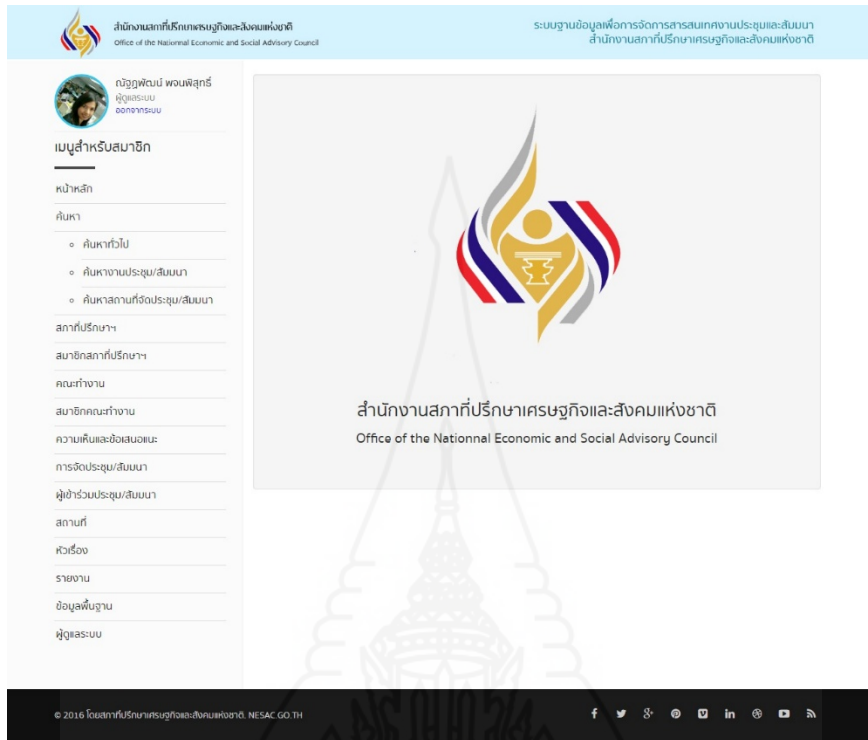 สำนักงานสภาที่ปรึกษาเศรษฐกิจและสังคมแห่งชาติ
Office of the Nationnal Economic and Social Advisory Council
ระบบฐานข้อมูลเพื่อการจัดการสารสนเทศงานประชุมและสัมมนา
สำนักงานสภาที่ปรึกษาเศรษฐกิจและสังคมแห่งชาติ
ณัฏฐพัฒน์ พจนพิสุทธิ์
ผู้ดูแลระบบ
ออกจากระบบ
เมนูสำหรับสมาชิก
หน้าหลัก
ค้นหา
ค้นหาทั่วไป
ค้นหางานประชุม/สัมมนา
ค้นหาสถานที่จัดประชุม/สัมมนา
สภาที่ปรึกษาฯ
สมาชิกสภาที่ปรึกษาฯ
คณะทำงาน
สมาชิกคณะทำงาน
ความเห็นและข้อเสนอแนะ
การจัดประชุม/สัมมนา
ผู้เข้าร่วมประชุม/สัมมนา
สถานที่
หัวเรื่อง
รายงาน
ข้อมูลพื้นฐาน
ผู้ดูแลระบบ
สำนักงานสภาที่ปรึกษาเศรษฐกิจและสังคมแห่งชาติ
Office of the Nationnal Economic and Social Advisory Council
© 2016 โดยสภาที่ปรึกษาเศรษฐกิจและสังคมแห่งชาติ. NESAC.GO.TH